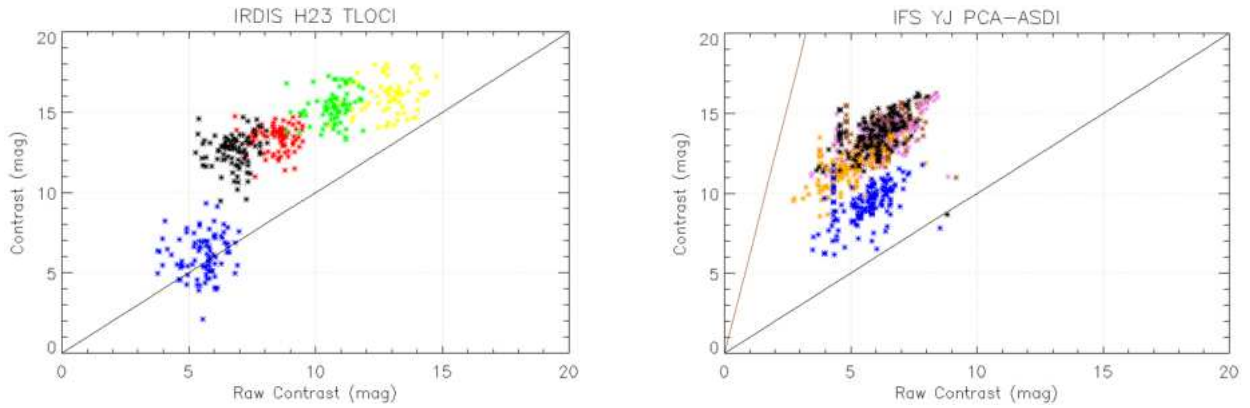 IRDIS H23 TLOCI
20
15
10
5
0
Contrast (mag)
0 5 10 15 20
Raw Contrast (mag)
IFS YJ PCA-ASDI
20
15
10
5
0
Contrast (mag)
0 5 10 15 20
Raw Contrast (mag)